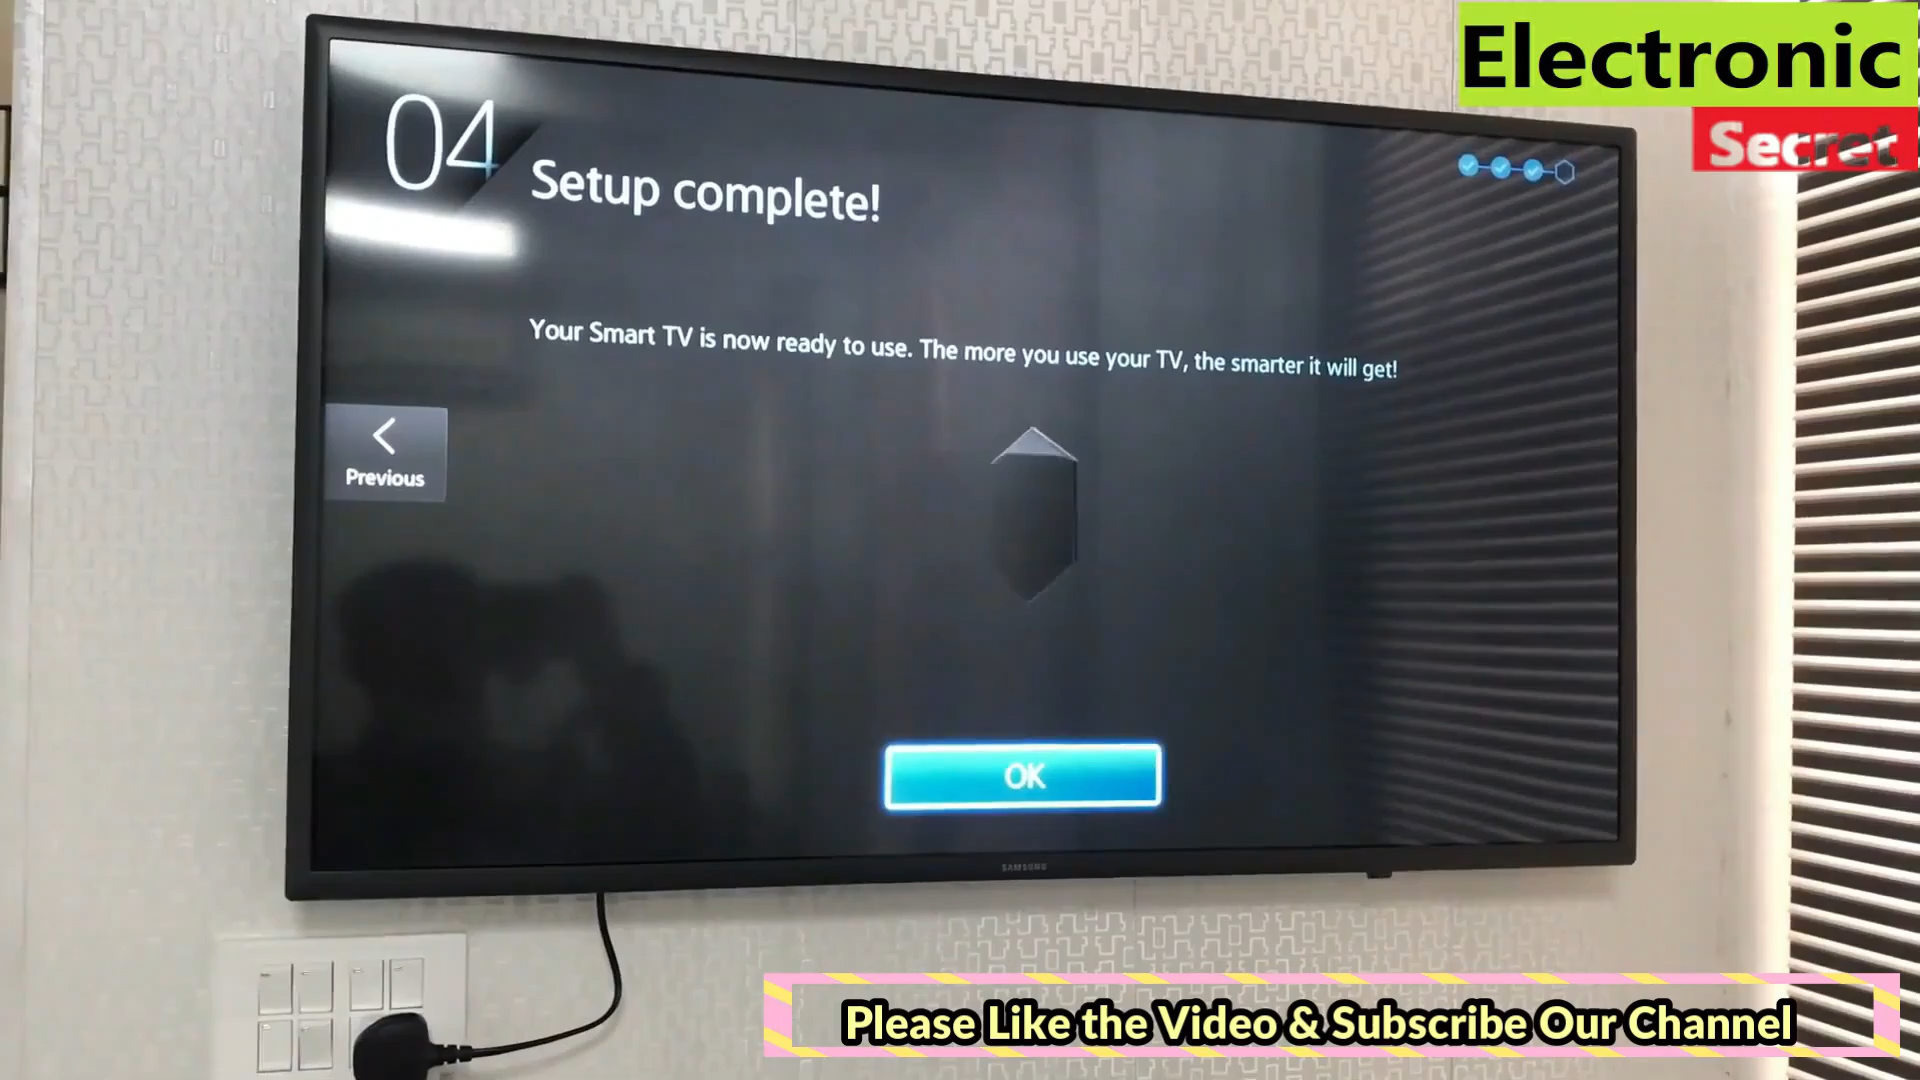 Electronic
Secret
04
Setup complete!
Your Smart TV is now ready to use. The more you use your TV, the smarter it will get!
Previous
OK
SAMSUNG
Please Like the Video & Subscribe Our Channel